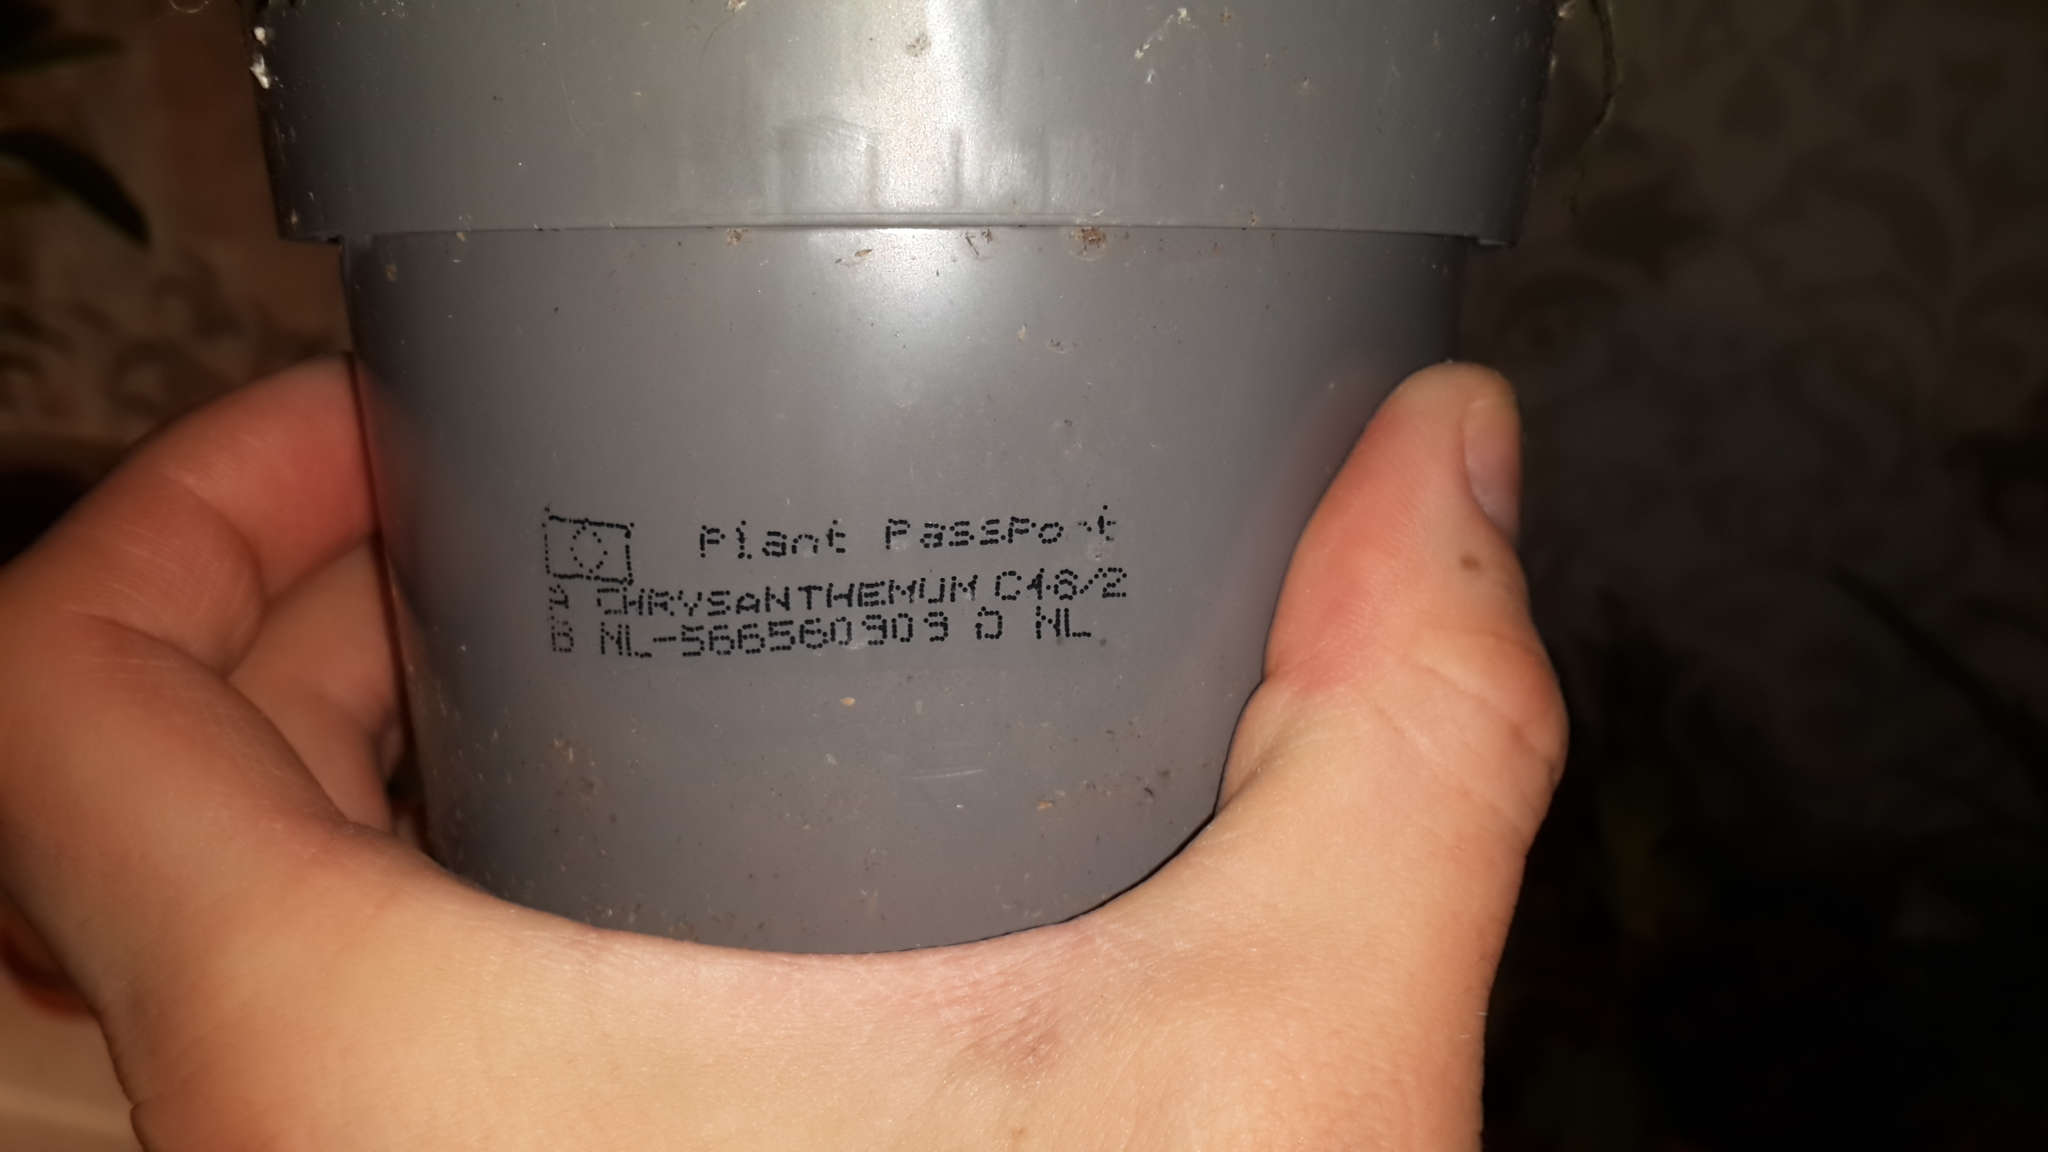 Plant Passport
A CHRYSANTHEMUM C48/2
B NL-566560909 D NL